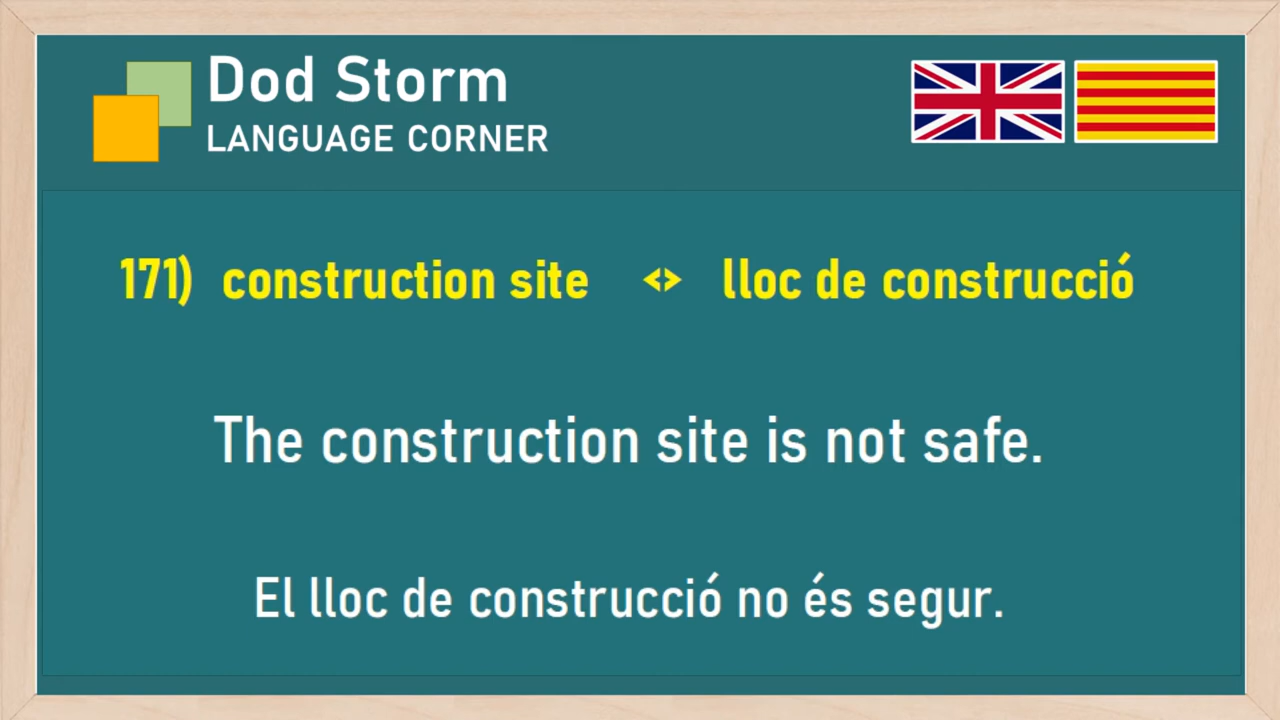 Dod Storm
LANGUAGE CORNER
171) construction site <> lloc de construcció
The construction site is not safe.
El lloc de construcció no és segur.